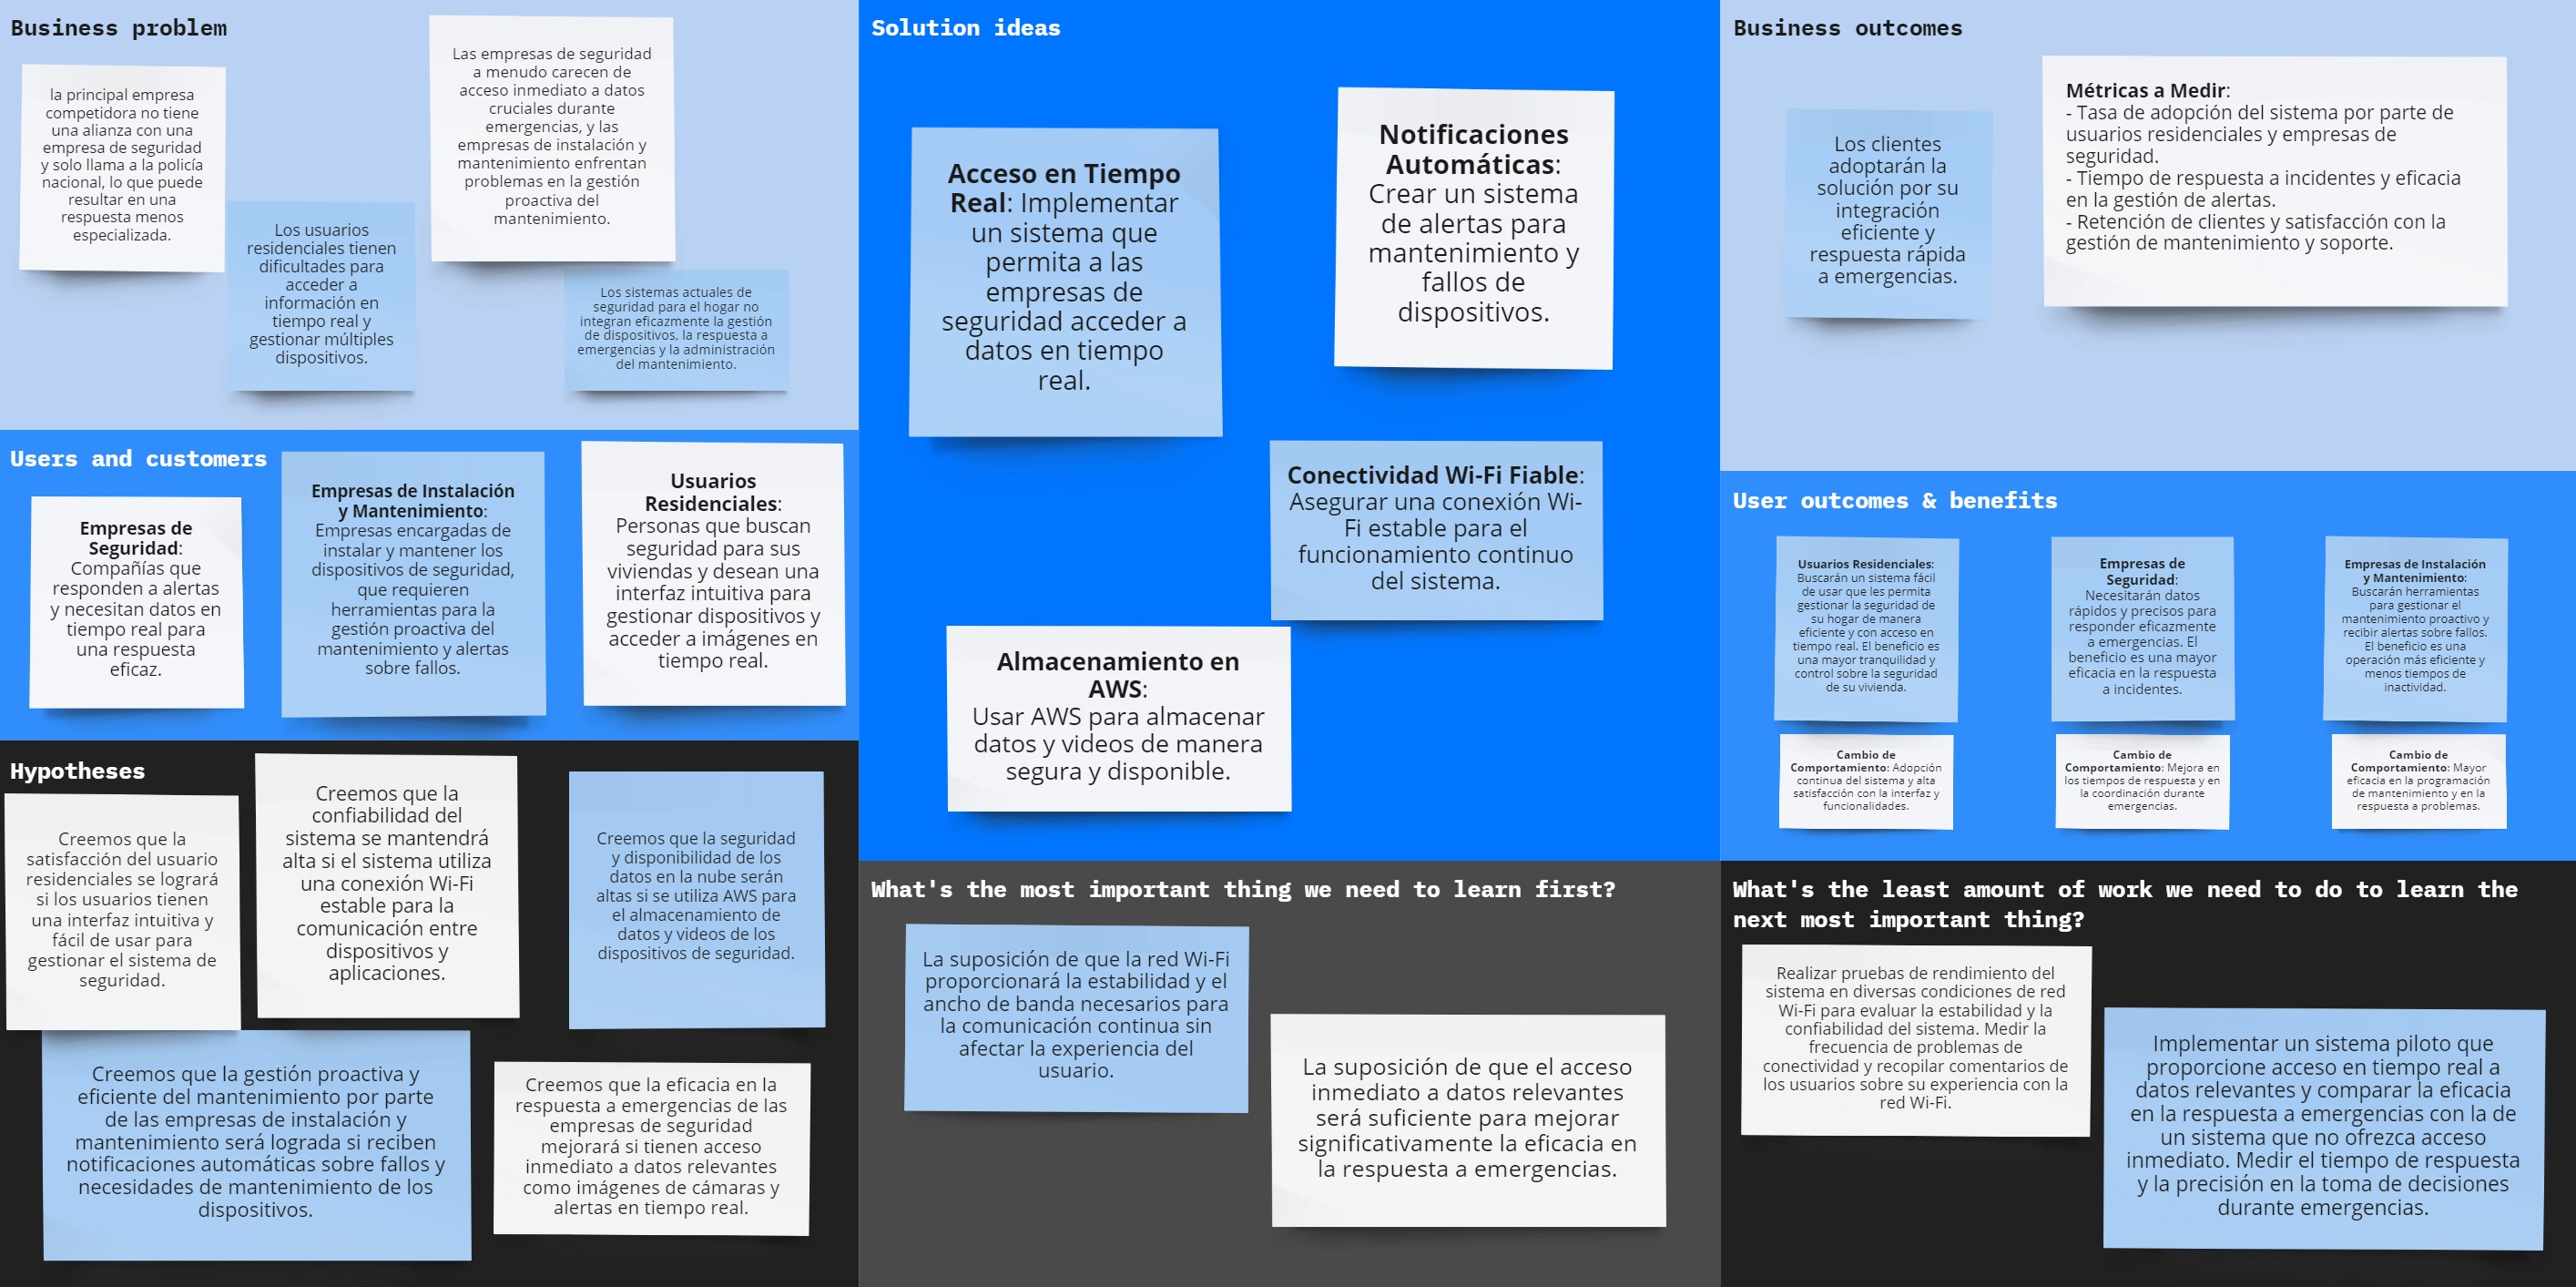 Business problem
la principal empresa
competidora no tiene
una alianza con una
empresa de seguridad
y solo llama a la policía
nacional, lo que puede
resultar en una
respuesta menos
especializada.
Los usuarios
residenciales tienen
dificultades para
acceder a
información en
tiempo real y
gestionar múltiples
dispositivos.
Las empresas de seguridad
a menudo carecen de
acceso inmediato a datos
cruciales durante
emergencias, y las
empresas de instalación y
mantenimiento enfrentan
problemas en la gestión
proactiva del
mantenimiento.
Los sistemas actuales de
seguridad para el hogar no
integran eficazmente la gestión
de dispositivos, la respuesta a
emergencias y la administración
del mantenimiento.
Users and customers
Empresas de
Seguridad:
Compañías que
responden a alertas
y necesitan datos en
tiempo real para
una respuesta
eficaz.
Empresas de Instalación
y Mantenimiento:
Empresas encargadas de
instalar y mantener los
dispositivos de seguridad,
que requieren
herramientas para la
gestión proactiva del
mantenimiento y alertas
sobre fallos.
Usuarios
Residenciales:
Personas que buscan
seguridad para sus
viviendas y desean una
interfaz intuitiva para
gestionar dispositivos y
acceder a imágenes en
tiempo real.
Hypotheses
Creemos que la
satisfacción del usuario
residenciales se logrará
si los usuarios tienen
una interfaz intuitiva y
fácil de usar para
gestionar el sistema de
seguridad.
Creemos que la
confiabilidad del
sistema se mantendrá
alta si el sistema utiliza
una conexión Wi-Fi
estable para la
comunicación entre
dispositivos y
aplicaciones.
Creemos que la seguridad
y disponibilidad de los
datos en la nube serán
altas si se utiliza AWS para
el almacenamiento de
datos y videos de los
dispositivos de seguridad.
Creemos que la gestión proactiva y
eficiente del mantenimiento por parte
de las empresas de instalación y
mantenimiento será lograda si reciben
notificaciones automáticas sobre fallos y
necesidades de mantenimiento de los
dispositivos.
Creemos que la eficacia en la
respuesta a emergencias de las
empresas de seguridad
mejorará si tienen acceso
inmediato a datos relevantes
como imágenes de cámaras y
alertas en tiempo real.
Solution ideas
Acceso en Tiempo
Real: Implementar
un sistema que
permita a las
empresas de
seguridad acceder a
datos en tiempo
real.
Notificaciones
Automáticas:
Crear un sistema
de alertas para
mantenimiento y
fallos de
dispositivos.
Conectividad Wi-Fi Fiable:
Asegurar una conexión Wi-
Fi estable para el
funcionamiento continuo
del sistema.
Almacenamiento en
AWS:
Usar AWS para almacenar
datos y videos de manera
segura y disponible.
What's the most important thing we need to learn first?
La suposición de que la red Wi-Fi
proporcionará la estabilidad y el
ancho de banda necesarios para
la comunicación continua sin
afectar la experiencia del
usuario.
La suposición de que el acceso
inmediato a datos relevantes
será suficiente para mejorar
significativamente la eficacia en
la respuesta a emergencias.
Business outcomes
Los clientes
adoptarán la
solución por su
integración
eficiente y
respuesta rápida
a emergencias.
Métricas a Medir:
- Tasa de adopción del sistema por parte de
usuarios residenciales y empresas de
seguridad.
- Tiempo de respuesta a incidentes y eficacia
en la gestión de alertas.
- Retención de clientes y satisfacción con la
gestión de mantenimiento y soporte.
User outcomes & benefits
Usuarios Residenciales:
Buscarán un sistema fácil
de usar que les permita
gestionar la seguridad de
su hogar de manera
eficiente y con acceso en
tiempo real. El beneficio es
una mayor tranquilidad y
control sobre la seguridad
de su vivienda.
Empresas de
Seguridad:
Necesitarán datos
rápidos y precisos para
responder eficazmente
a emergencias. El
beneficio es una mayor
eficacia en la respuesta
a incidentes.
Empresas de Instalación
y Mantenimiento:
Buscarán herramientas
para gestionar el
mantenimiento proactivo y
recibir alertas sobre fallos.
El beneficio es una
operación más eficiente y
menos tiempos de
inactividad.
Cambio de
Comportamiento: Adopción
continua del sistema y alta
satisfacción con la interfaz y
funcionalidades.
Cambio de
Comportamiento: Mejora en
los tiempos de respuesta y en
la coordinación durante
emergencias.
Cambio de
Comportamiento: Mayor
eficacia en la programación
de mantenimiento y en la
respuesta a problemas.
What's the least amount of work we need to do to learn the
next most important thing?
Realizar pruebas de rendimiento del
sistema en diversas condiciones de red
Wi-Fi para evaluar la estabilidad y la
confiabilidad del sistema. Medir la
frecuencia de problemas de
conectividad y recopilar comentarios de
los usuarios sobre su experiencia con la
red Wi-Fi.
Implementar un sistema piloto que
proporcione acceso en tiempo real a
datos relevantes y comparar la eficacia
en la respuesta a emergencias con la de
un sistema que no ofrezca acceso
inmediato. Medir el tiempo de respuesta
y la precisión en la toma de decisiones
durante emergencias.